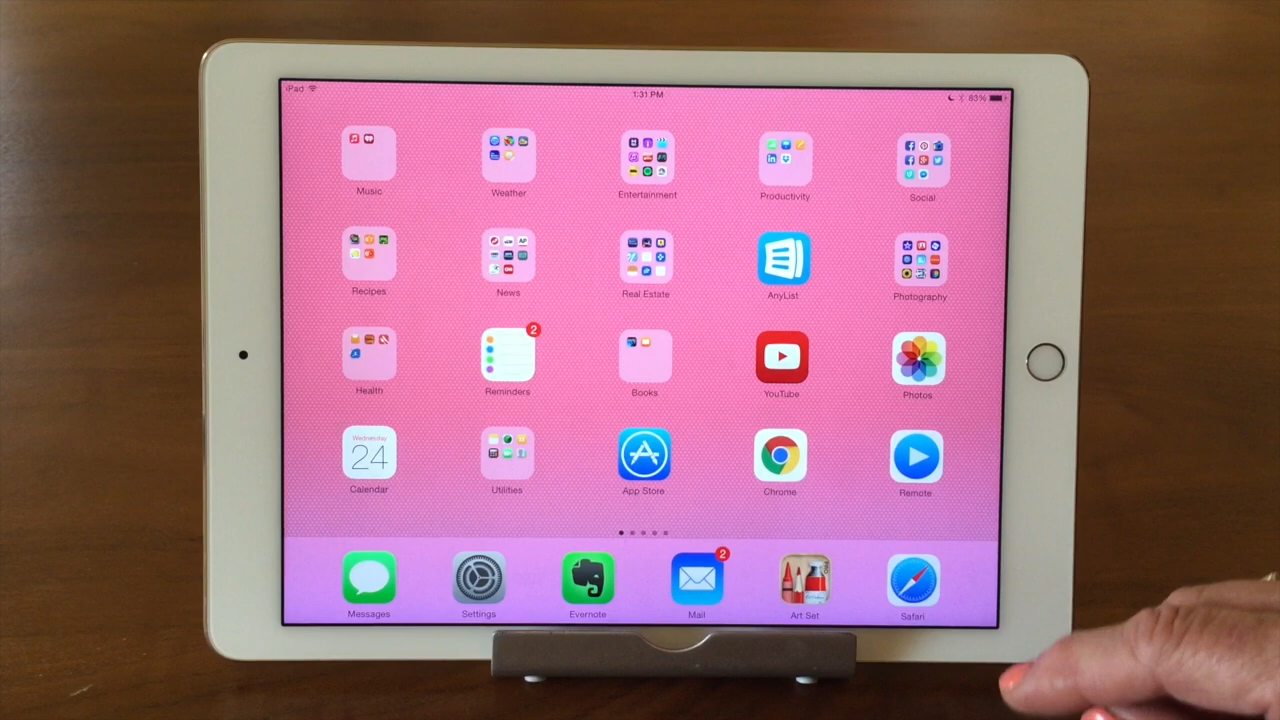 iPad 1:31 PM 83%
Music Weather Entertainment Productivity Social
Recipes News Real Estate AnyList Photography
2
Health Reminders Books YouTube Photos
Wednesday
24
Calendar Utilities App Store Chrome Remote
2
Messages Settings Evernote Mail Art Set Safari